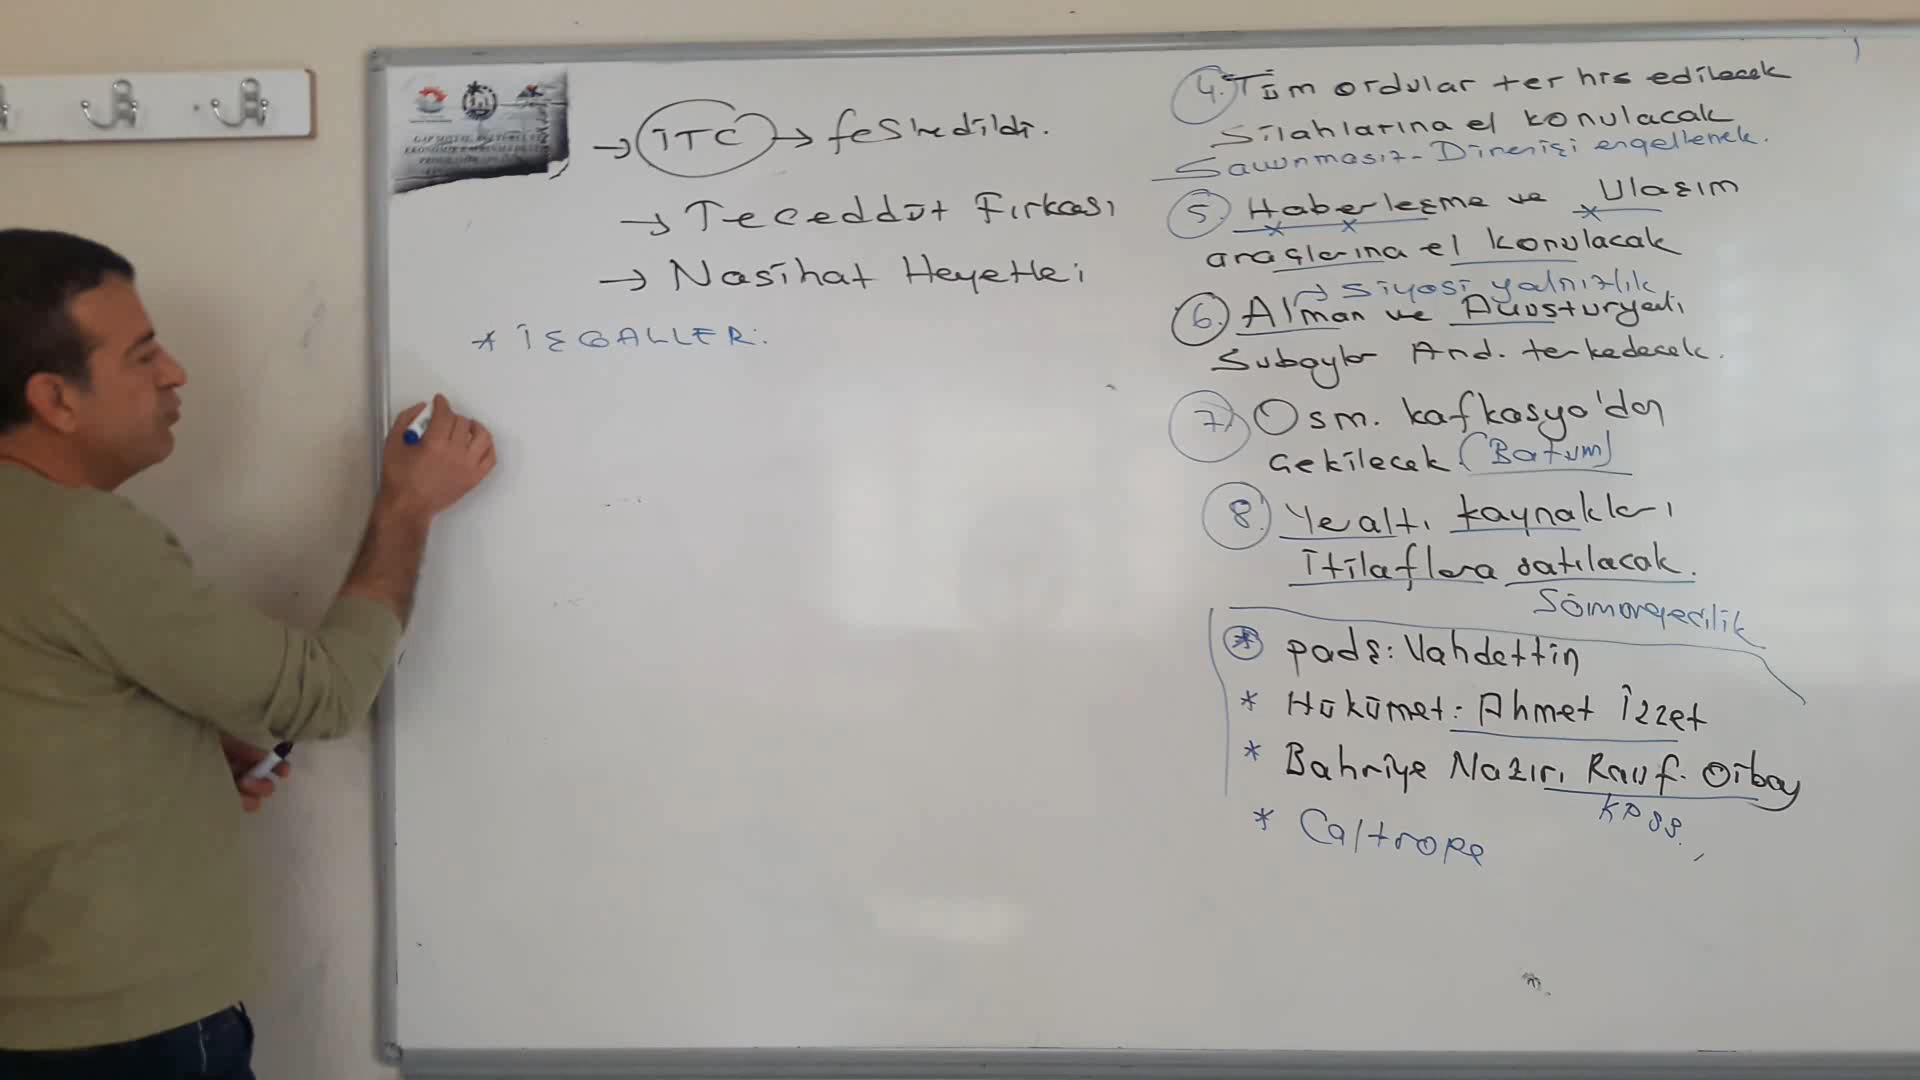 → İTC → feshedildi.
→ Teceddüt Fırkası
→ Nasihat Heyetleri
* İŞGALLER:
4. Tüm ordular terhis edilecek
Silahlarına el konulacak
Savunmasız - Direnişi engellemek.
5. Haberleşme ve Ulaşım
araçlarına el konulacak
→ Siyasi yalnızlık
6. Alman ve Avusturyalı
Subaylar And. terkedecek.
7. Osm. Kafkasya'dan
Çekilecek (Batum)
8. Yeraltı kaynakları
İtilaflara satılacak.
Sömürgecilik
* padş: Vahdettin
* Hükümet: Ahmet İzzet
* Bahriye Nazırı Rauf. Orbay
KPSS.
* Caltrope